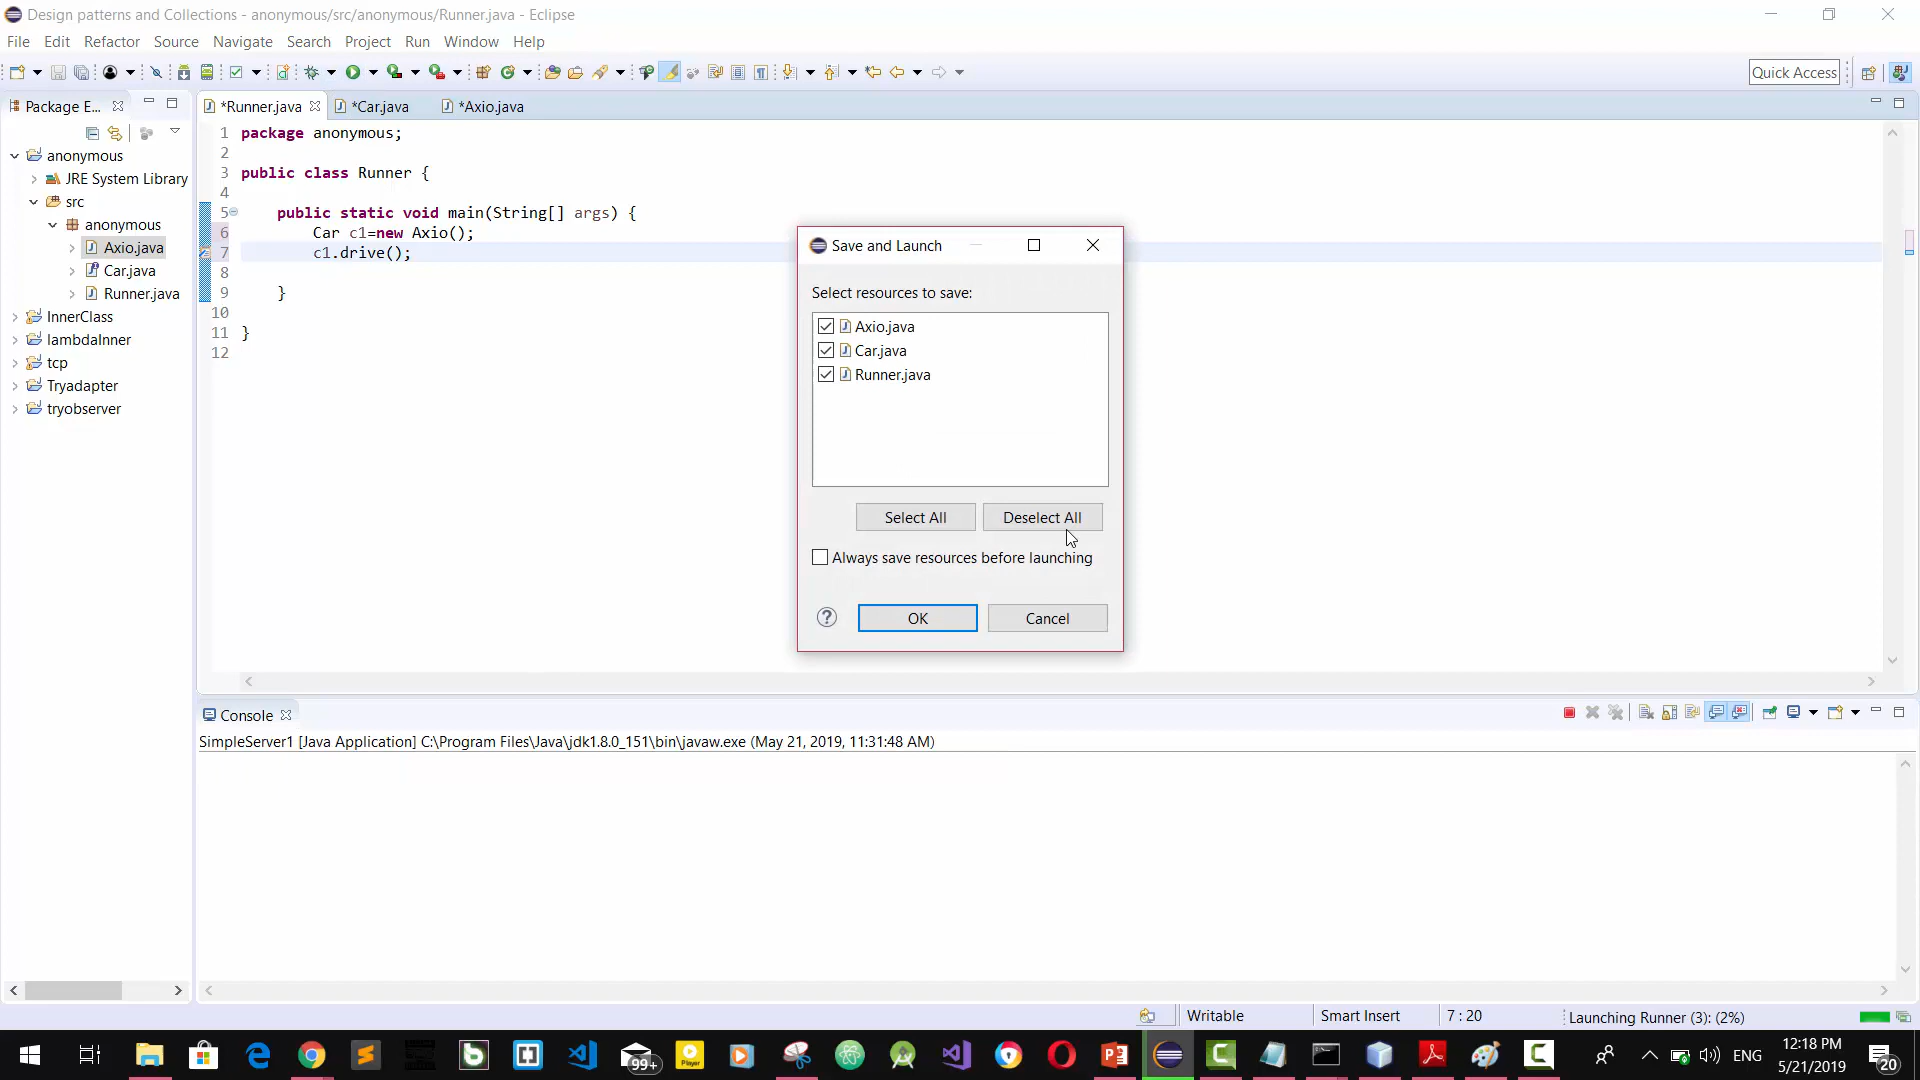 Design patterns and Collections - anonymous/src/anonymous/Runner.java - Eclipse
File Edit Refactor Source Navigate Search Project Run Window Help
Quick Access
Package E...
*Runner.java
*Car.java
*Axio.java
anonymous
JRE System Library
src
anonymous
Axio.java
Car.java
Runner.java
InnerClass
lambdaInner
tcp
Tryadapter
tryobserver
1 package anonymous;
2
3 public class Runner {
4
5 public static void main(String[] args) {
6 Car c1=new Axio();
7 c1.drive();
8
9 }
10
11 }
12
Save and Launch
Select resources to save:
Axio.java
Car.java
Runner.java
Select All Deselect All
Always save resources before launching
? OK Cancel
Console
SimpleServer1 [Java Application] C:\Program Files\Java\jdk1.8.0_151\bin\javaw.exe (May 21, 2019, 11:31:48 AM)
Writable Smart Insert 7 : 20 Launching Runner (3): (2%)
99+
Player
ENG
12:18 PM
5/21/2019
20